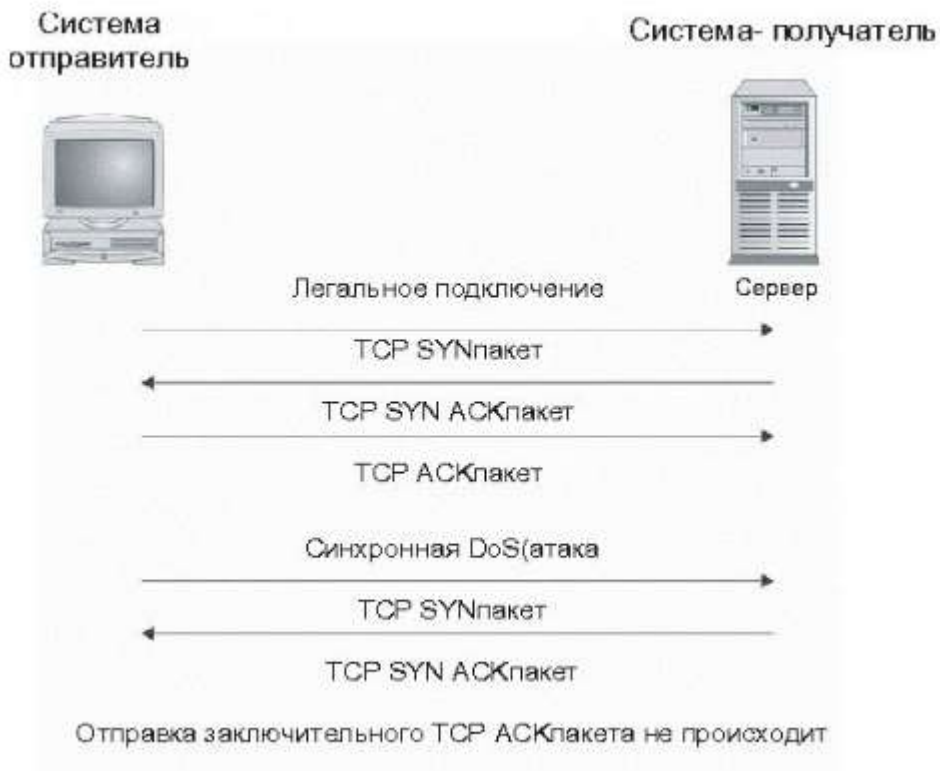 Система
отправитель
Система- получатель
Легальное подключение
Сервер
TCP SYNпакет
TCP SYN ACKпакет
TCP ACKпакет
Синхронная DoS(атака
TCP SYNпакет
TCP SYN ACKпакет
Отправка заключительного TCP ACKпакета не происходит